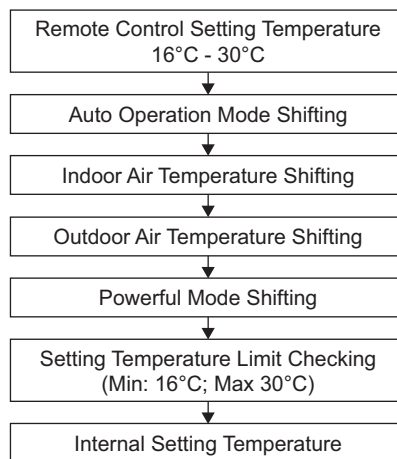 Remote Control Setting Temperature
16°C - 30°C
Auto Operation Mode Shifting
Indoor Air Temperature Shifting
Outdoor Air Temperature Shifting
Powerful Mode Shifting
Setting Temperature Limit Checking
(Min: 16°C; Max 30°C)
Internal Setting Temperature